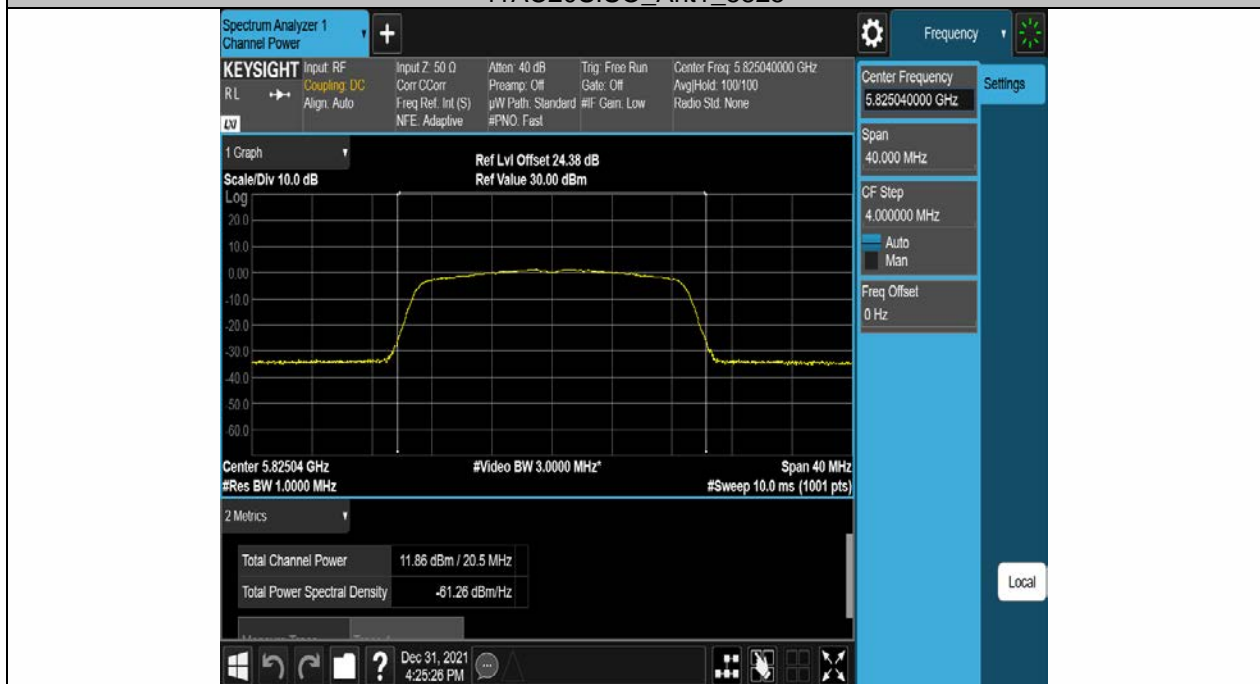 Spectrum Analyzer 1
Channel Power
+
Frequency
KEYSIGHT
RL
LXI
Input: RF
Coupling: DC
Align: Auto
Input Z: 50 Ω
Corr CCorr
Freq Ref: Int (S)
NFE: Adaptive
Atten: 40 dB
Preamp: Off
µW Path: Standard
#PNO: Fast
Trig: Free Run
Gate: Off
#IF Gain: Low
Center Freq: 5.825040000 GHz
Avg|Hold: 100/100
Radio Std: None
Center Frequency
5.825040000 GHz
Settings
Span
40.000 MHz
CF Step
4.000000 MHz
Auto
Man
Freq Offset
0 Hz
Local
1 Graph
Scale/Div 10.0 dB
Ref Lvl Offset 24.38 dB
Ref Value 30.00 dBm
Log
20.0
10.0
0.00
-10.0
-20.0
-30.0
-40.0
-50.0
-60.0
Center 5.82504 GHz
#Video BW 3.0000 MHz*
Span 40 MHz
#Res BW 1.0000 MHz
#Sweep 10.0 ms (1001 pts)
2 Metrics
Total Channel Power 11.86 dBm / 20.5 MHz
Total Power Spectral Density -61.26 dBm/Hz
?
Dec 31, 2021
4:25:26 PM